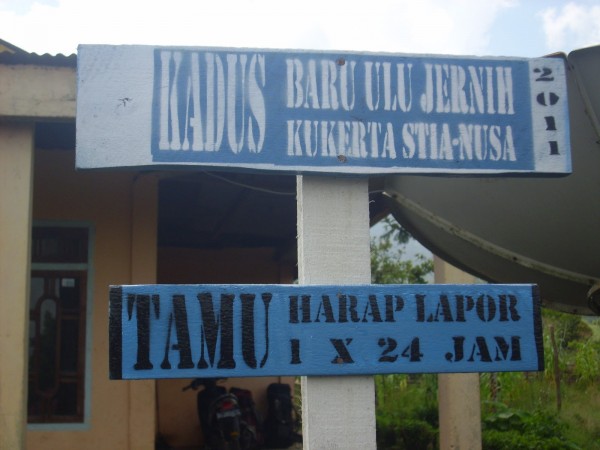 KADUS
BARU ULU JERNIH
KUKERTA STIA-NUSA
2011
TAMU
HARAP LAPOR
1 X 24 JAM